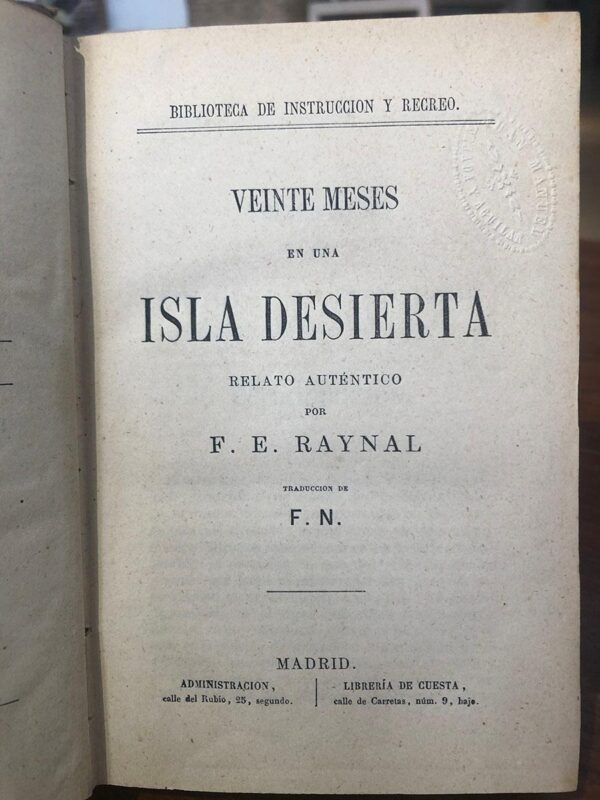 BIBLIOTECA DE INSTRUCCION Y RECREO.
VEINTE MESES
EN UNA
ISLA DESIERTA
RELATO AUTÉNTICO
POR
F. E. RAYNAL
TRADUCCION DE
F. N.
MADRID.
ADMINISTRACION,
calle del Rubio, 25, segundo.
LIBRERÍA DE CUESTA,
calle de Carretas, núm. 9, bajo.
Y AGUILAS